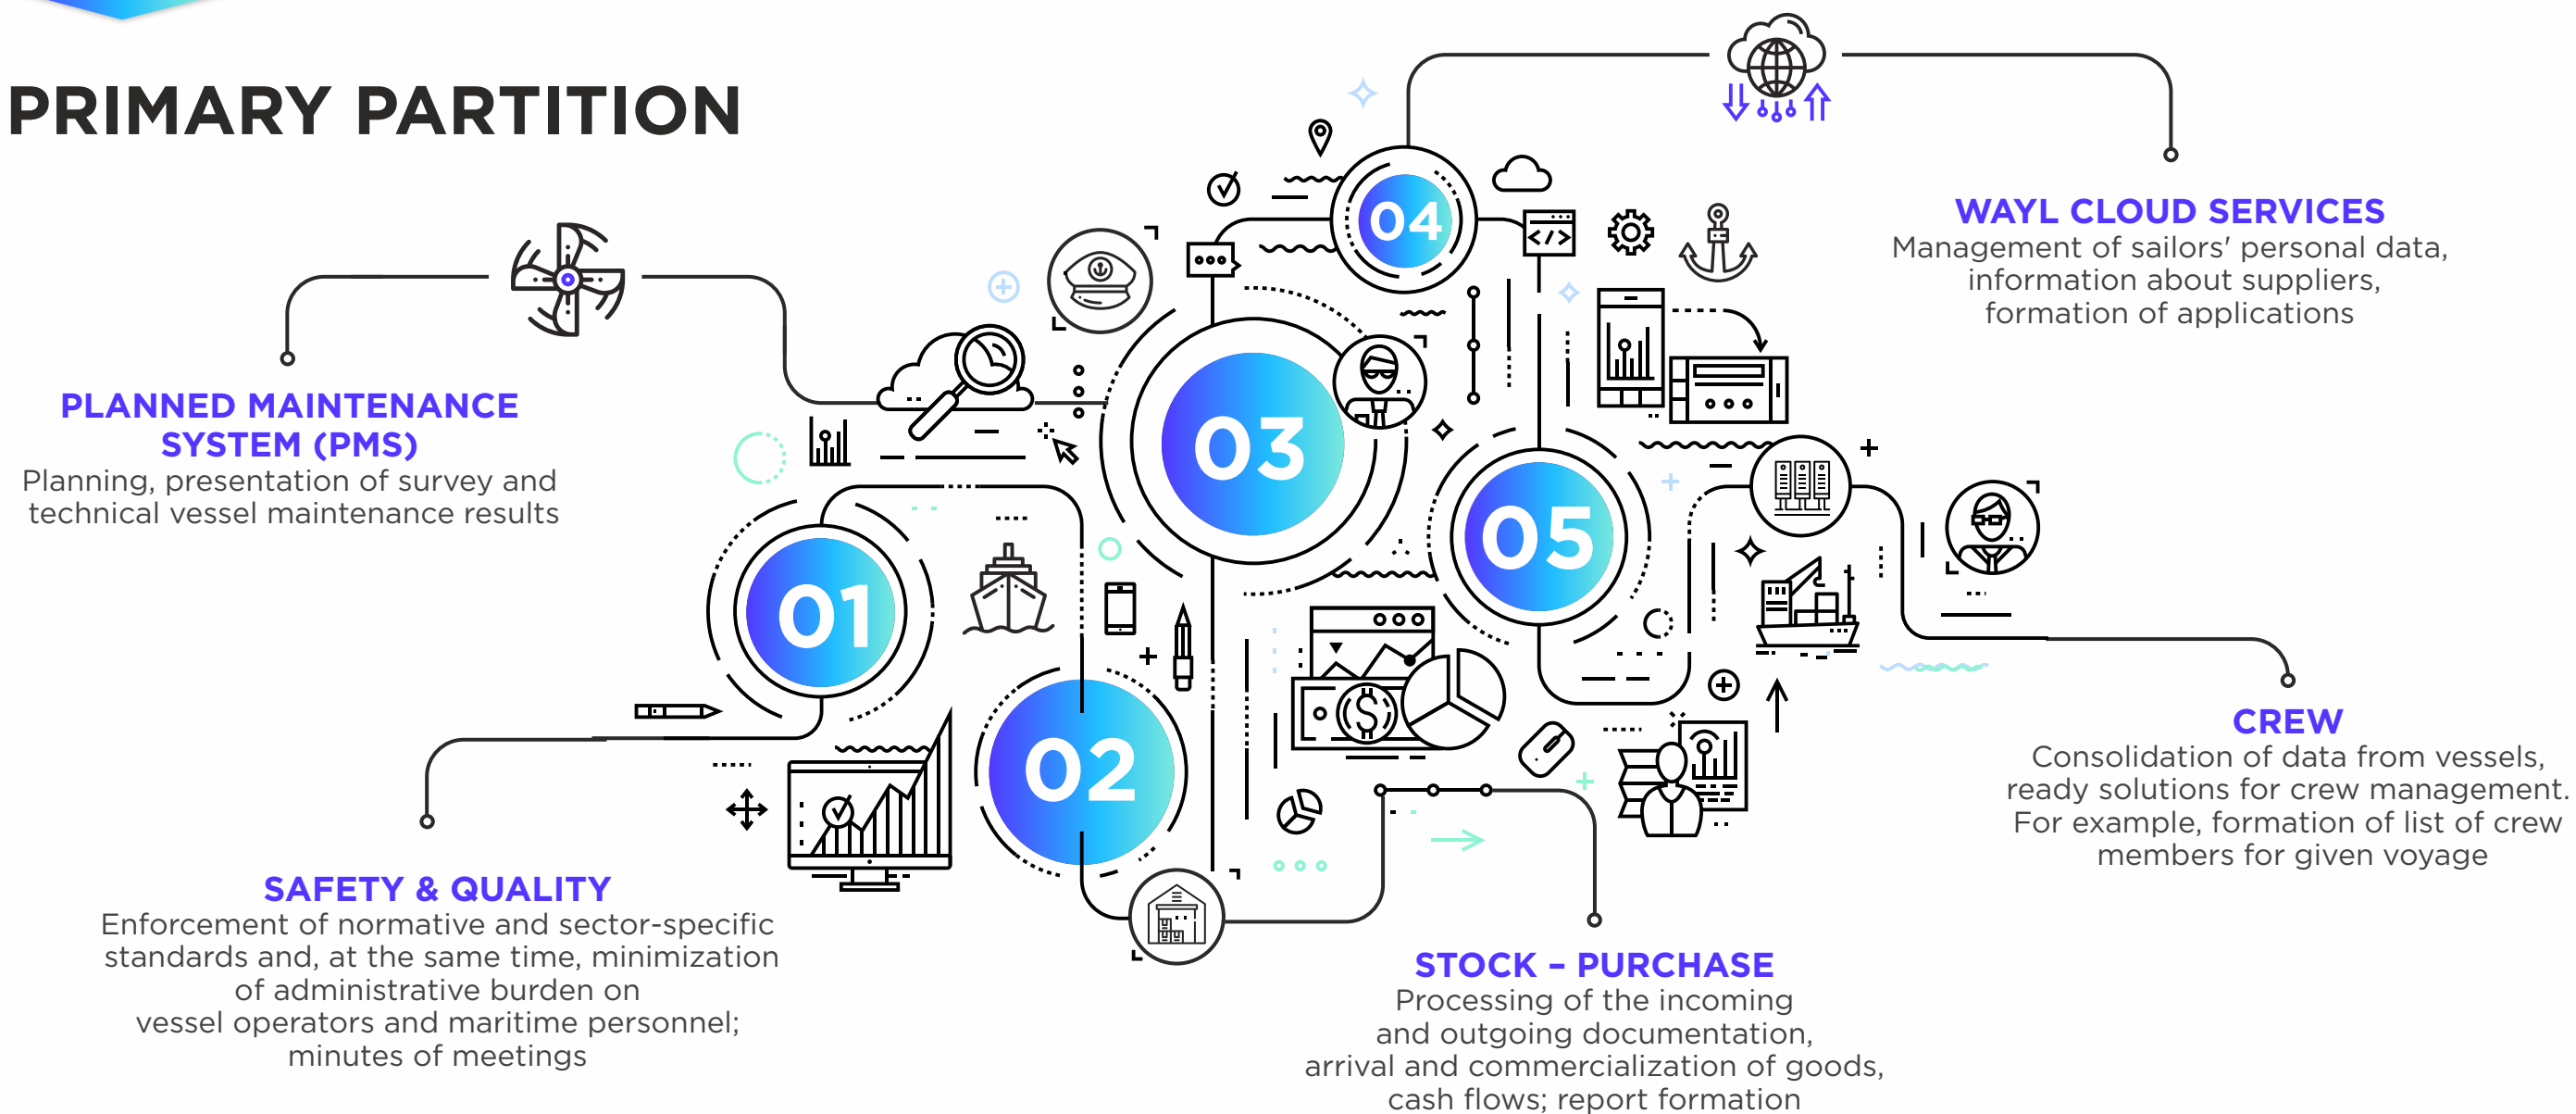 PRIMARY PARTITION
04
WAYL CLOUD SERVICES
Management of sailors' personal data,
information about suppliers,
formation of applications
</>
PLANNED MAINTENANCE
SYSTEM (PMS)
Planning, presentation of survey and
technical vessel maintenance results
03
05
01
02
$
CREW
Consolidation of data from vessels,
ready solutions for crew management.
For example, formation of list of crew
members for given voyage
SAFETY & QUALITY
Enforcement of normative and sector-specific
standards and, at the same time, minimization
of administrative burden on
vessel operators and maritime personnel;
minutes of meetings
STOCK – PURCHASE
Processing of the incoming
and outgoing documentation,
arrival and commercialization of goods,
cash flows; report formation